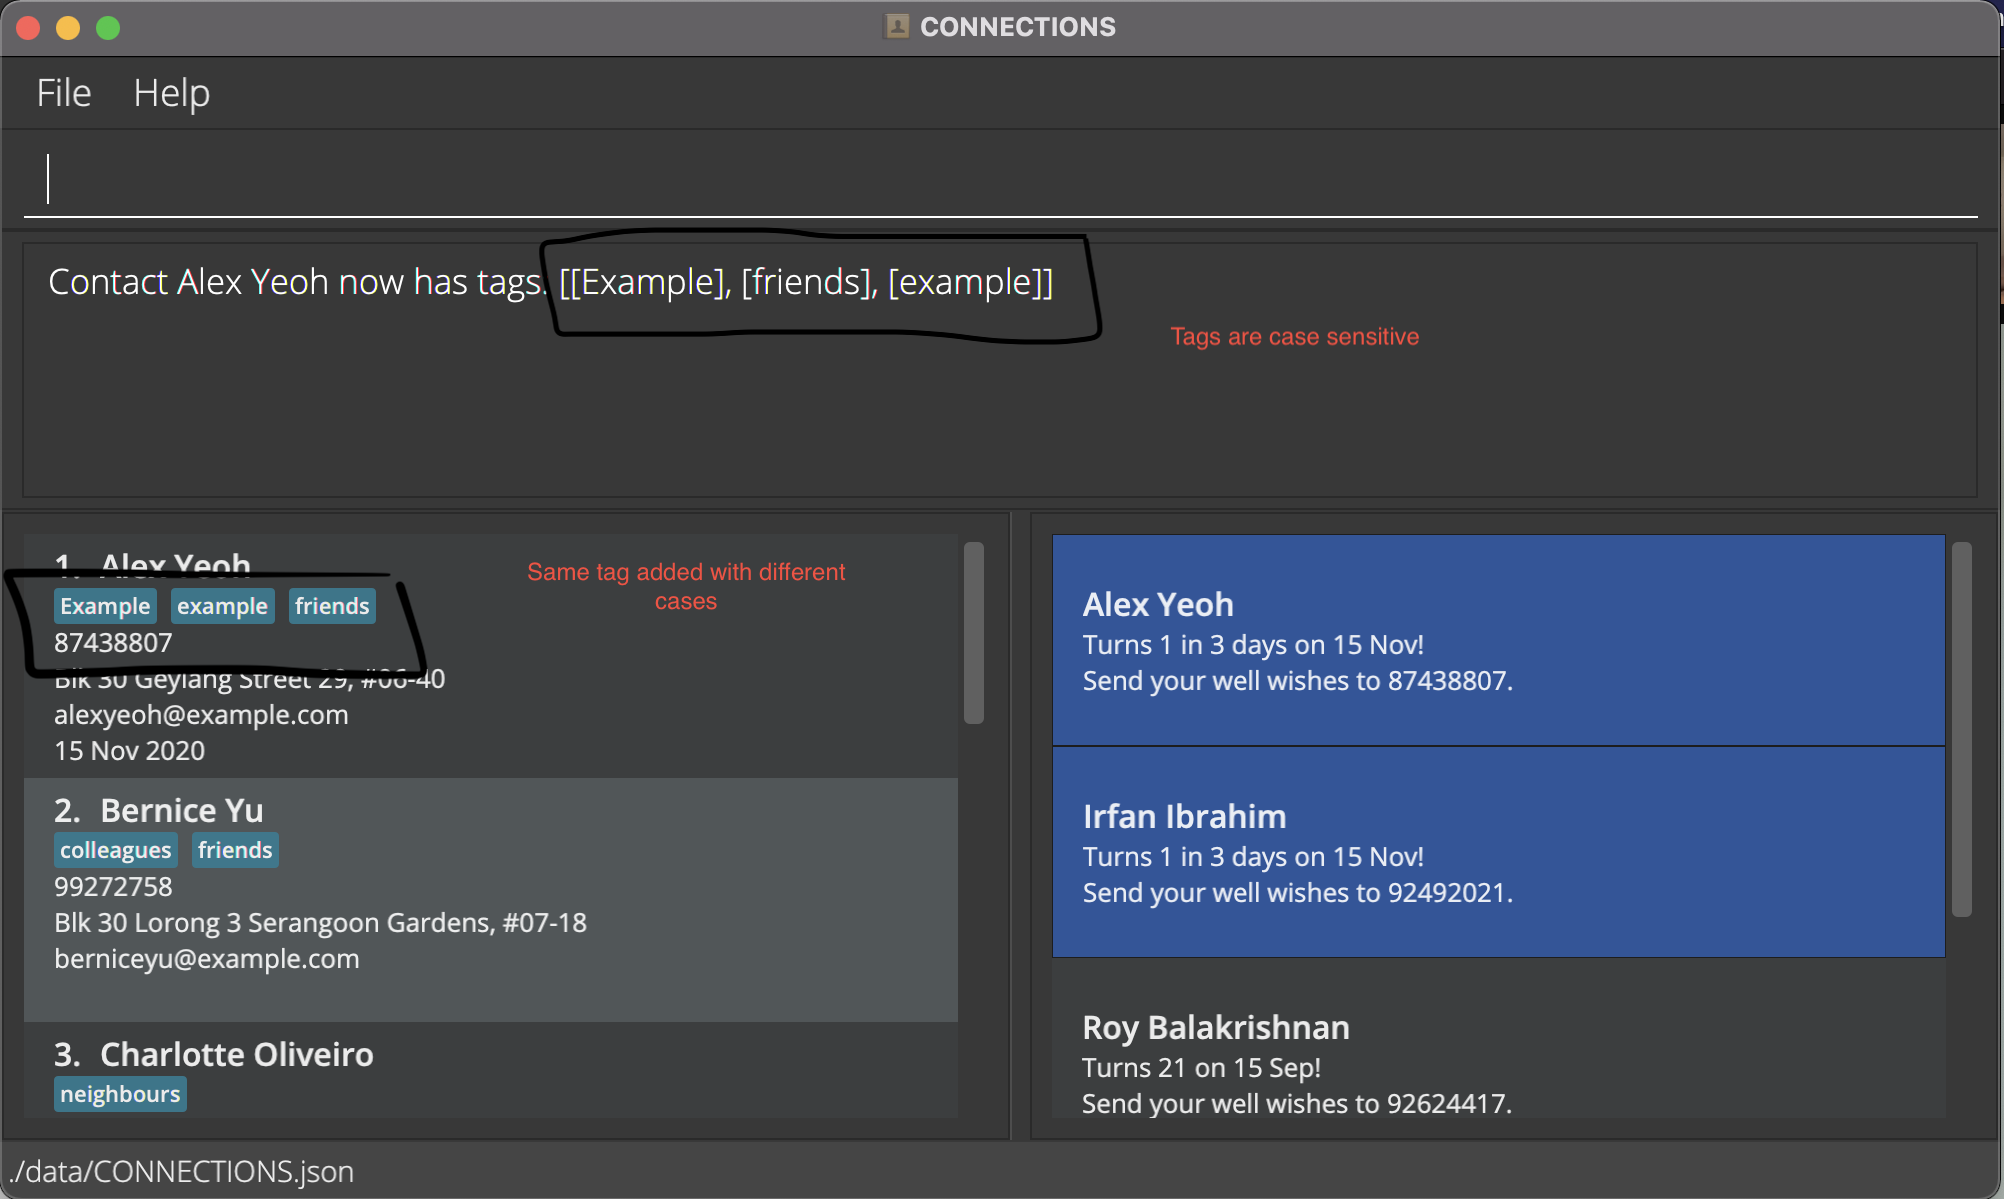 CONNECTIONS
File Help
Contact Alex Yeoh now has tags: [[Example], [friends], [example]]
Tags are case sensitive
1. Alex Yeoh
Example example friends
87438807
Blk 30 Geylang Street 29, #06-40
alexyeoh@example.com
15 Nov 2020
Same tag added with different
cases
2. Bernice Yu
colleagues friends
99272758
Blk 30 Lorong 3 Serangoon Gardens, #07-18
berniceyu@example.com
3. Charlotte Oliveiro
neighbours
Alex Yeoh
Turns 1 in 3 days on 15 Nov!
Send your well wishes to 87438807.
Irfan Ibrahim
Turns 1 in 3 days on 15 Nov!
Send your well wishes to 92492021.
Roy Balakrishnan
Turns 21 on 15 Sep!
Send your well wishes to 92624417.
./data/CONNECTIONS.json